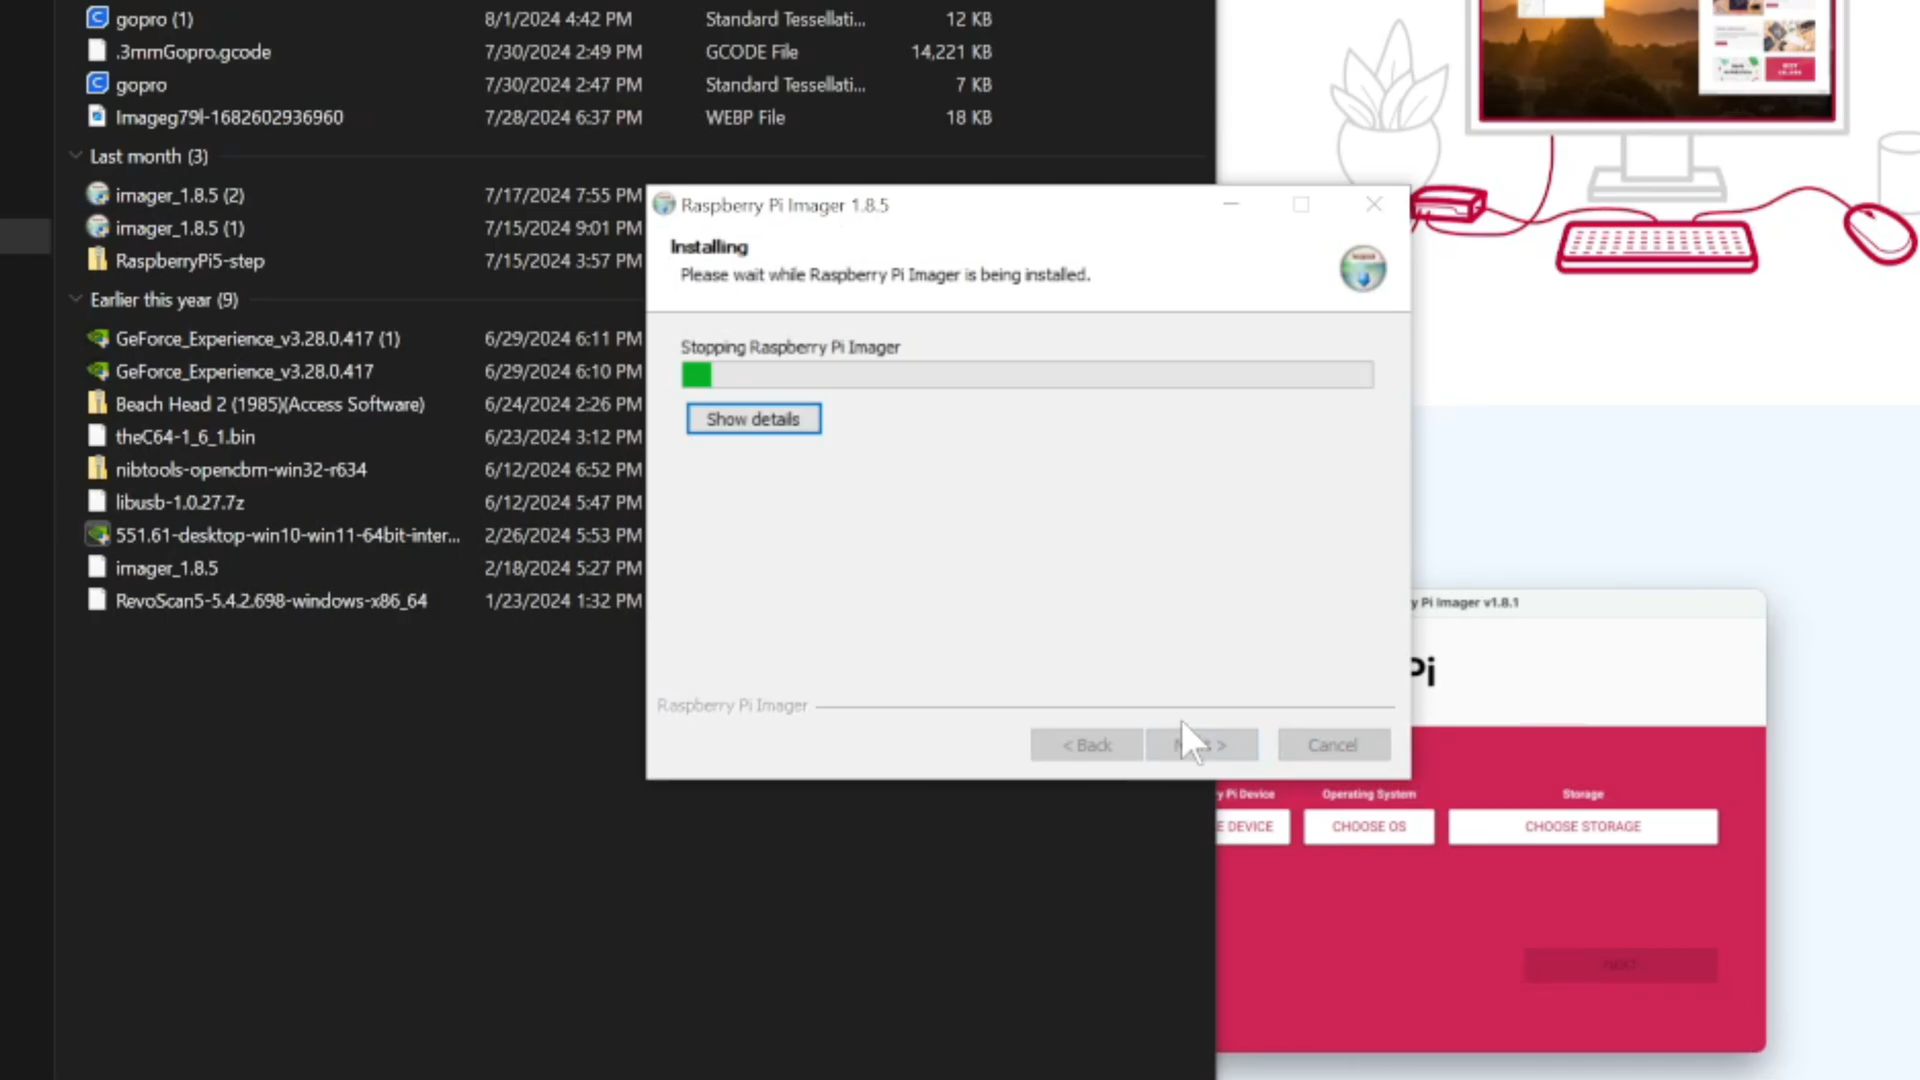 gopro (1) 8/1/2024 4:42 PM Standard Tessellati... 12 KB
.3mmGopro.gcode 7/30/2024 2:49 PM GCODE File 14,221 KB
gopro 7/30/2024 2:47 PM Standard Tessellati... 7 KB
Imageg79l-1682602936960 7/28/2024 6:37 PM WEBP File 18 KB
Last month (3)
imager_1.8.5 (2) 7/17/2024 7:55 PM
imager_1.8.5 (1) 7/15/2024 9:01 PM
RaspberryPi5-step 7/15/2024 3:57 PM
Earlier this year (9)
GeForce_Experience_v3.28.0.417 (1) 6/29/2024 6:11 PM
GeForce_Experience_v3.28.0.417 6/29/2024 6:10 PM
Beach Head 2 (1985)(Access Software) 6/24/2024 2:26 PM
theC64-1_6_1.bin 6/23/2024 3:12 PM
nibtools-opencbm-win32-r634 6/12/2024 6:52 PM
libusb-1.0.27.7z 6/12/2024 5:47 PM
551.61-desktop-win10-win11-64bit-inter... 2/26/2024 5:53 PM
imager_1.8.5 2/18/2024 5:27 PM
RevoScan5-5.4.2.698-windows-x86_64 1/23/2024 1:32 PM
Raspberry Pi Imager 1.8.5
Installing
Please wait while Raspberry Pi Imager is being installed.
Stopping Raspberry Pi Imager
Show details
Raspberry Pi Imager
< Back
>
Cancel
y Pi Imager v1.8.1
Pi
y Pi Device Operating System Storage
E DEVICE CHOOSE OS CHOOSE STORAGE
NEXT